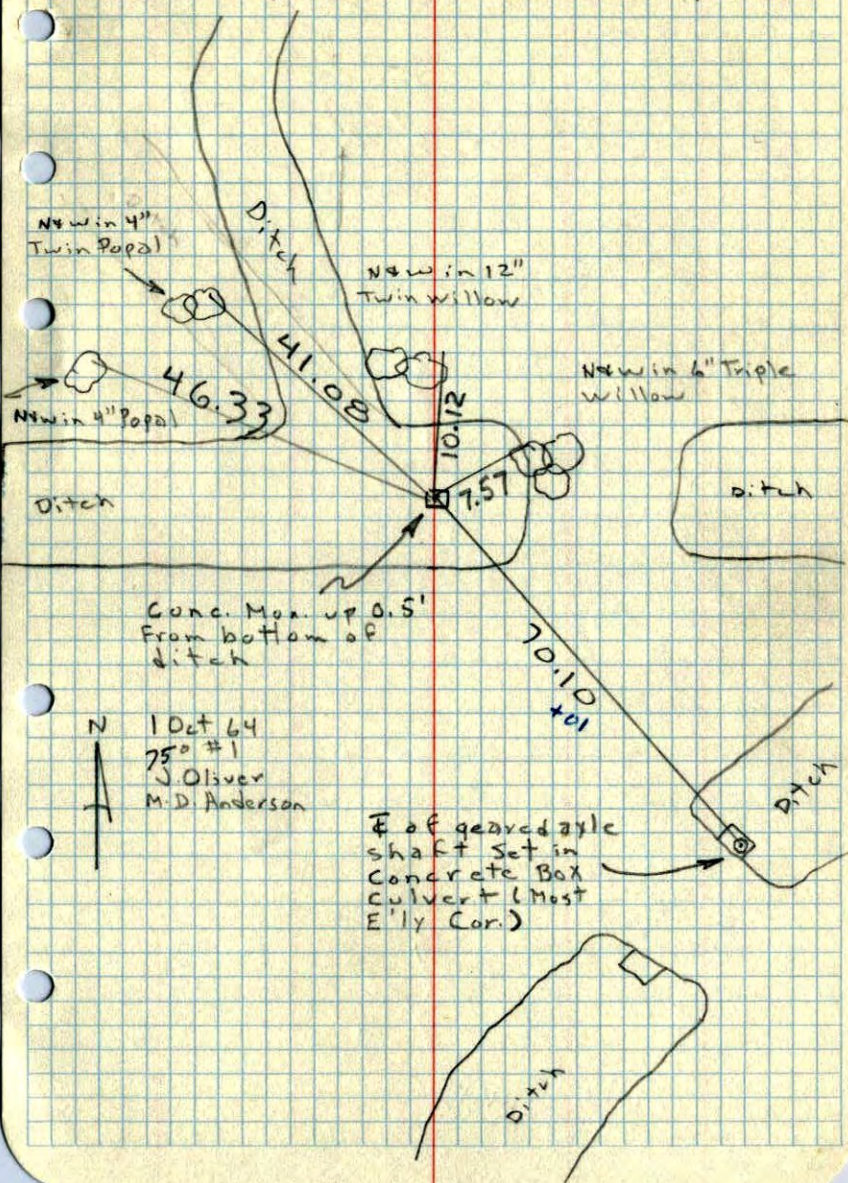 N&W in 4"
Twin Popal
Ditch
N&W in 12"
Twin Willow
41.08
46.33
N&W in 4" Popal
10.12
N&W in 6" Triple
Willow
7.57
Ditch
Ditch
Conc. Mon. up 0.5'
From bottom of
ditch
70.10
+01
N
1 Oct 64
75° #1
J. Oliver
M.D. Anderson
Ditch
℄ of geared axle
shaft set in
Concrete Box
Culvert (Most
E'ly Cor.)
Ditch